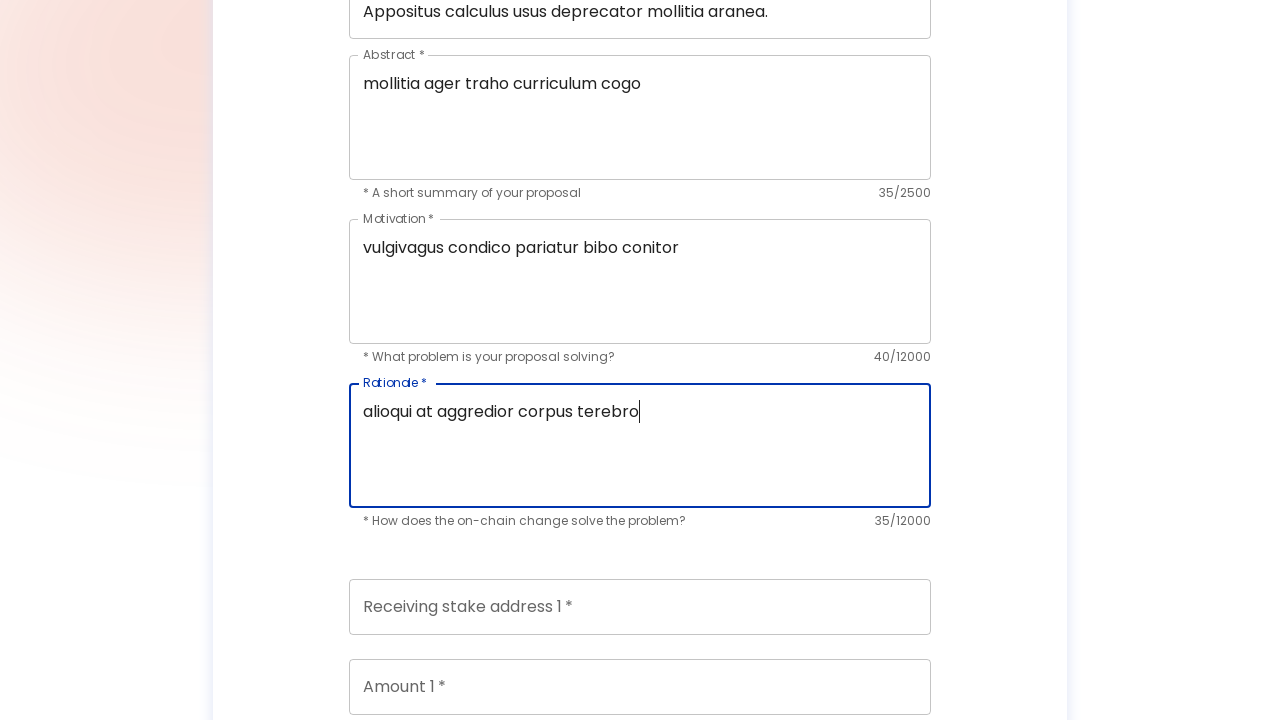 Appositus calculus usus deprecator mollitia aranea.
Abstract *
mollitia ager traho curriculum cogo
* A short summary of your proposal 35/2500
Motivation *
vulgivagus condico pariatur bibo conitor
* What problem is your proposal solving? 40/12000
Rationale *
alioqui at aggredior corpus terebro
* How does the on-chain change solve the problem? 35/12000
Receiving stake address 1 *
Amount 1 *